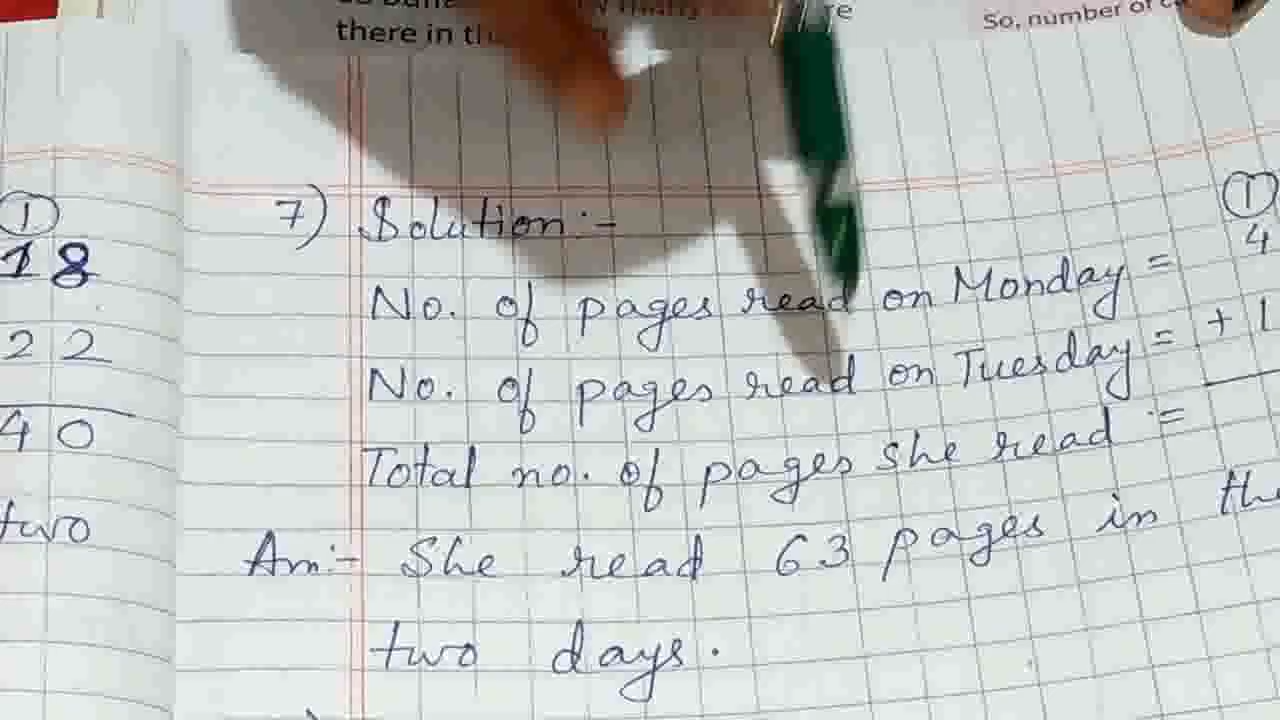 there in
So, number of
1
18
22
40
two
7) Solution:-
1
No. of pages read on Monday = 4
No. of pages read on Tuesday = + 1
Total no. of pages she read =
Ans:- She read 63 pages in the
two days.